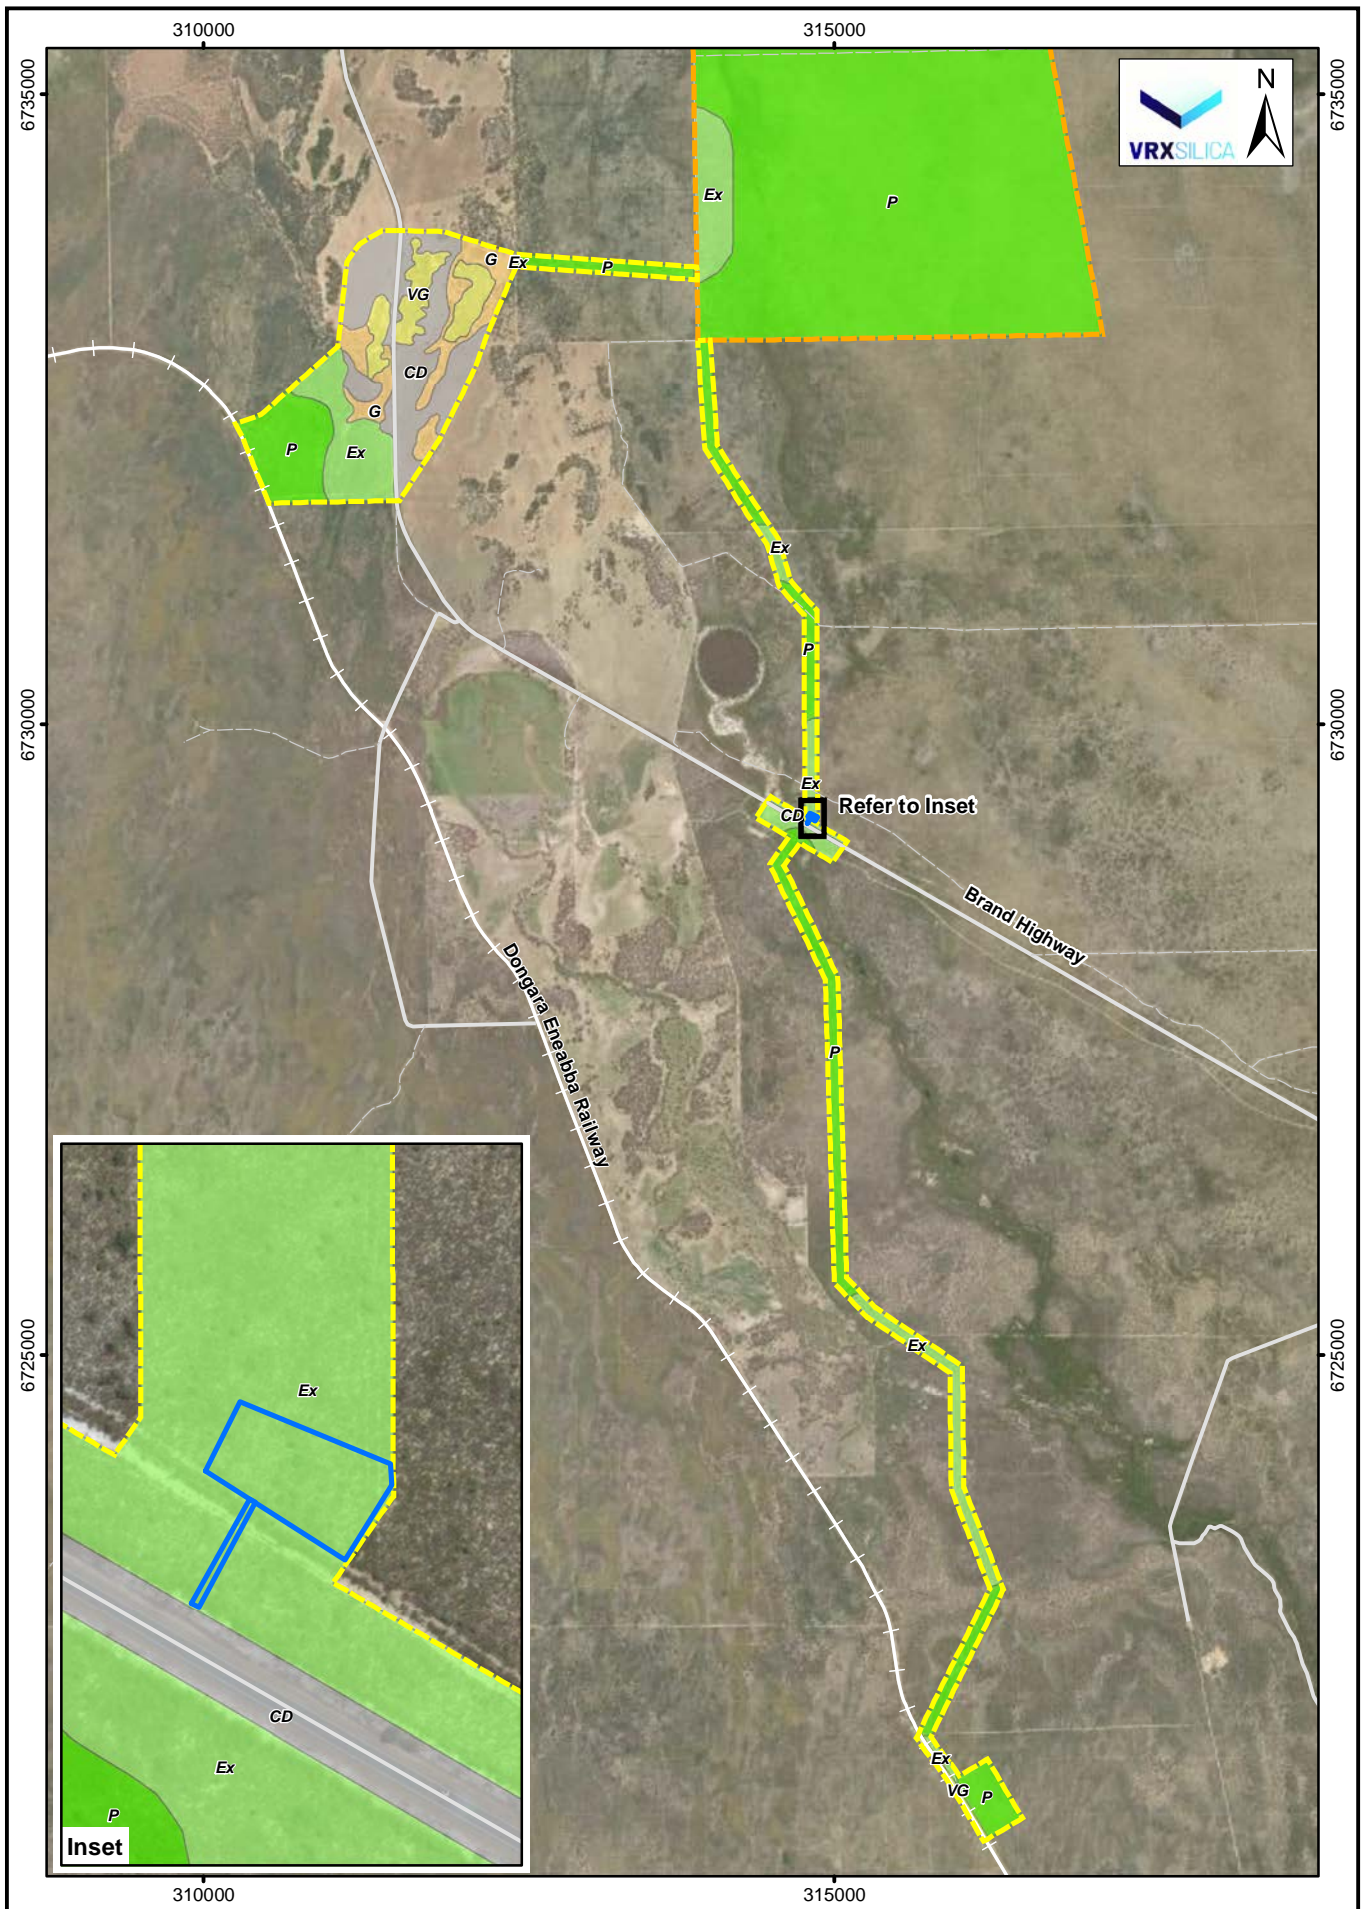 310000
315000
6735000
6735000
N
VRXSILICA
Ex
P
G
Ex
P
VG
CD
G
P
Ex
Ex
P
6730000
6730000
Ex
CD
Refer to Inset
Brand Highway
Dongara Eneabba Railway
P
6725000
6725000
Ex
Ex
CD
Ex
P
Inset
Ex
VG
P
310000
315000